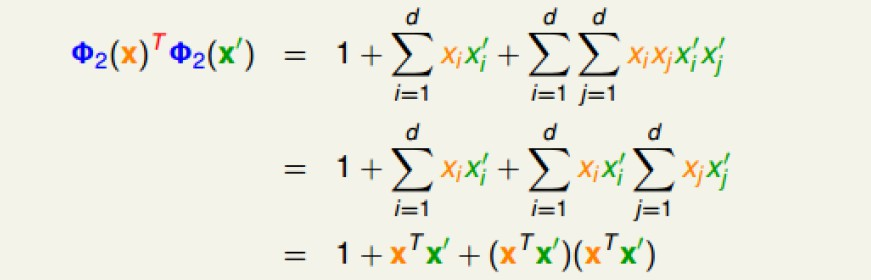 Φ₂(x)ᵀΦ₂(x′) = 1 + ∑_{i=1}^{d} xᵢx′ᵢ + ∑_{i=1}^{d} ∑_{j=1}^{d} xᵢxⱼx′ᵢx′ⱼ
= 1 + ∑_{i=1}^{d} xᵢx′ᵢ + ∑_{i=1}^{d} xᵢx′ᵢ ∑_{j=1}^{d} xⱼx′ⱼ
= 1 + xᵀx′ + (xᵀx′)(xᵀx′)